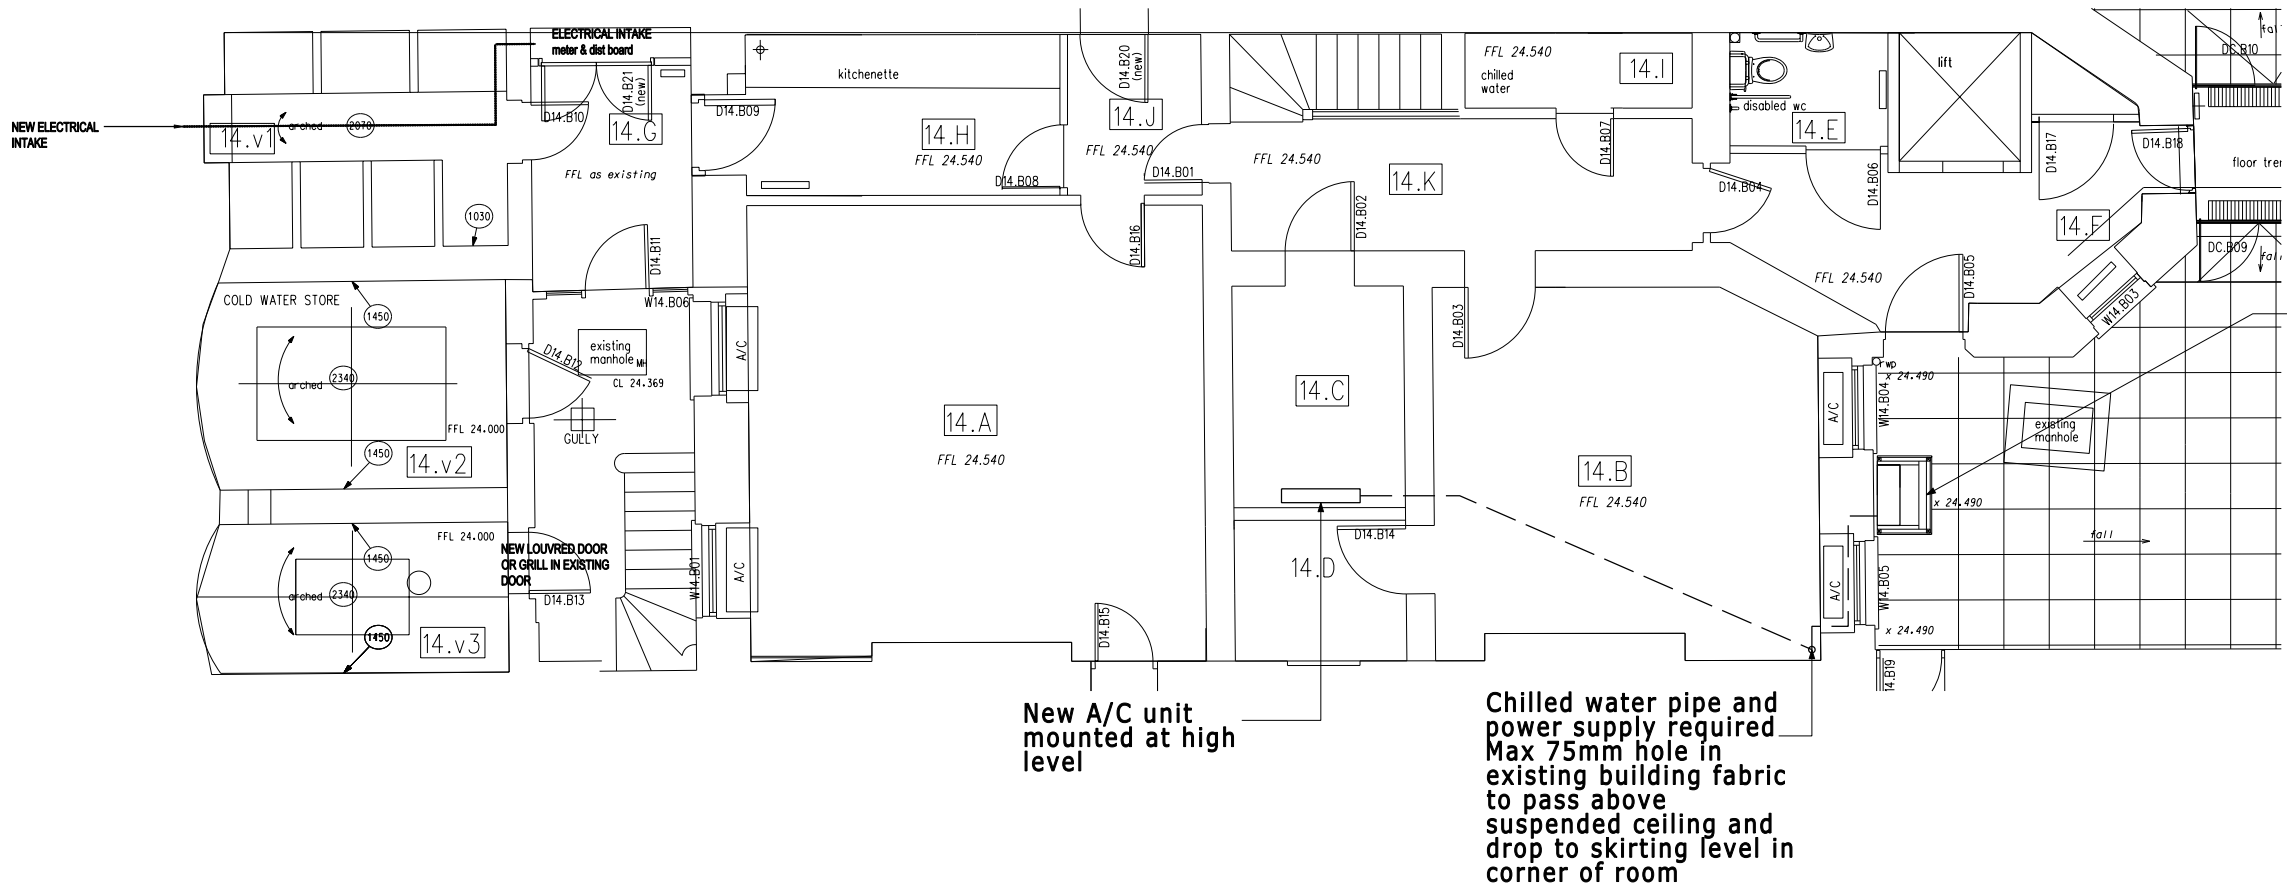 ELECTRICAL INTAKE
meter & dist board
NEW ELECTRICAL
INTAKE
14.v1
arched
2070
D14.B10
D14.B21
(new)
14.G
FFL as existing
1030
D14.B11
kitchenette
D14.B09
14.H
FFL 24.540
D14.B08
D14.B20
(new)
14.J
FFL 24.540
D14.B01
D14.B16
FFL 24.540
14.K
D14.B02
FFL 24.540
chilled
water
14.I
D14.B07
D14.B04
disabled wc
14.E
D14.B06
lift
D14.B17
D14.B18
14.F
FFL 24.540
D14.B05
W14.B03
DC.B10
fal
floor tre
DC.B09
fall
COLD WATER STORE
1450
arched
2340
1450
FFL 24.000
14.v2
D14.B12
existing
manhole
MH
CL 24.369
GULLY
W14.B06
A/C
14.A
FFL 24.540
D14.B03
14.C
14.B
FFL 24.540
A/C
W14.B04
rwp
x 24.490
existing
manhole
x 24.490
fall
FFL 24.000
1450
arched
2340
1450
14.v3
NEW LOUVRED DOOR
OR GRILL IN EXISTING
DOOR
D14.B13
W14.B01
A/C
D14.B15
14.D
D14.B14
A/C
W14.B05
x 24.490
14.B19
New A/C unit
mounted at high
level
Chilled water pipe and
power supply required
Max 75mm hole in
existing building fabric
to pass above
suspended ceiling and
drop to skirting level in
corner of room